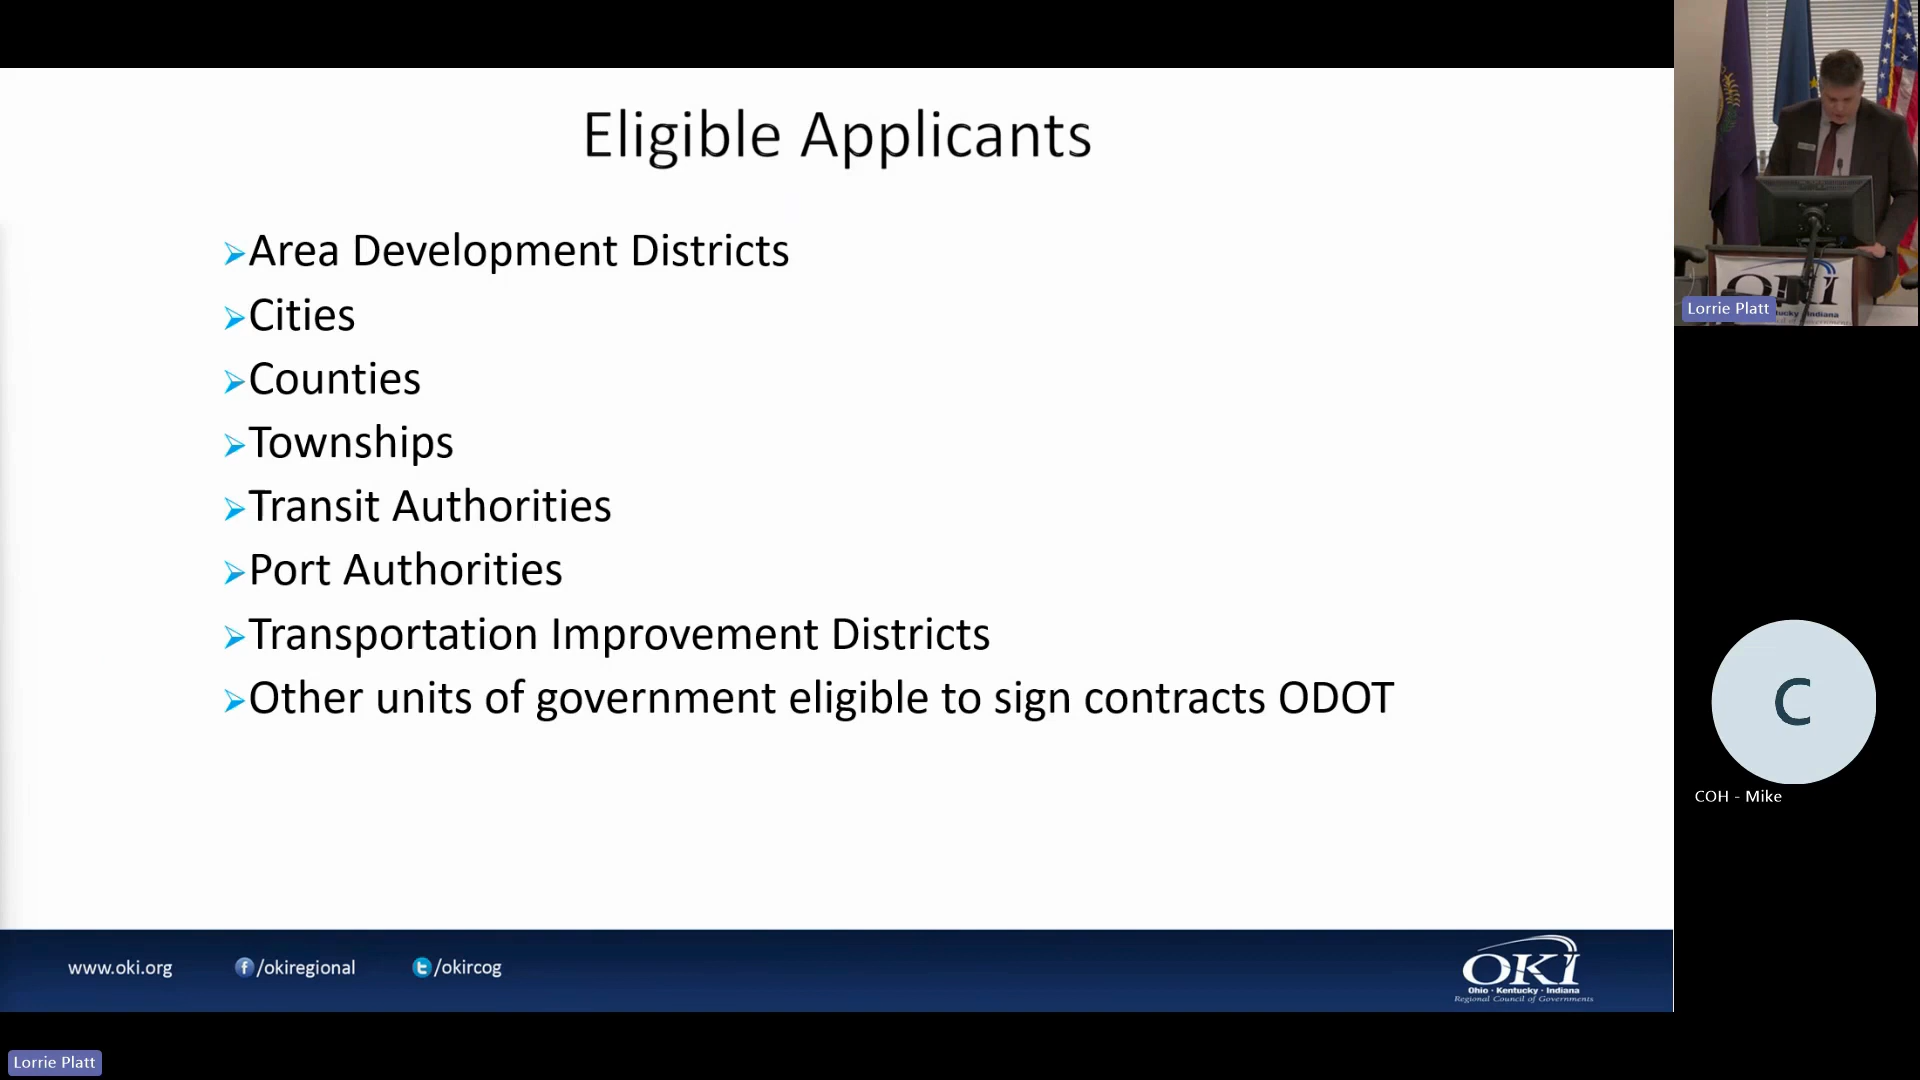 Eligible Applicants
Area Development Districts
Cities
Counties
Townships
Transit Authorities
Port Authorities
Transportation Improvement Districts
Other units of government eligible to sign contracts ODOT
www.oki.org
/okiregional
/okircog
OKI
Ohio · Kentucky · Indiana
Regional Council of Governments
OKI
Lorrie Platt
C
COH - Mike
Lorrie Platt